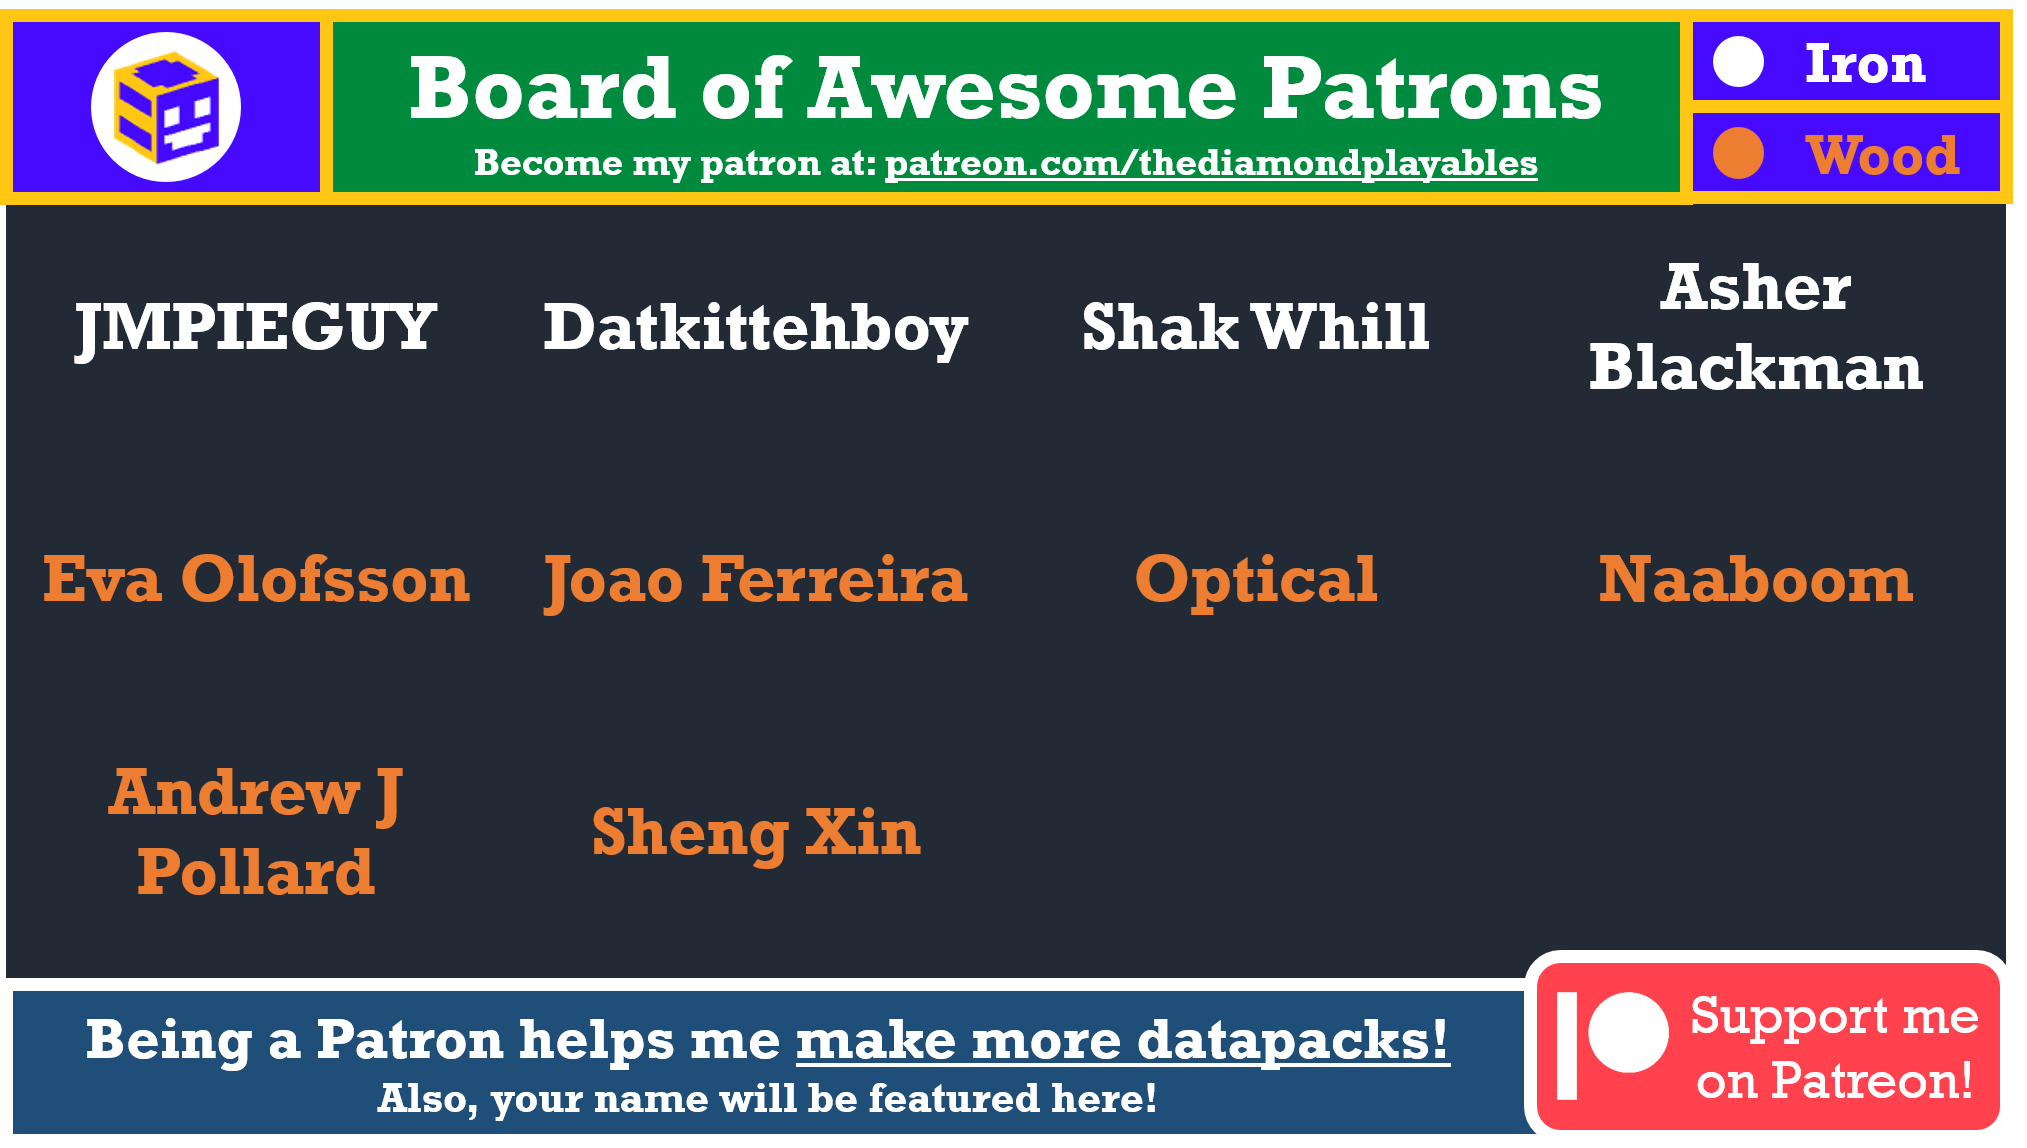 Board of Awesome Patrons
Become my patron at: patreon.com/thediamondplayables
Iron
Wood
JMPIEGUY
Datkittehboy
Shak Whill
Asher
Blackman
Eva Olofsson
Joao Ferreira
Optical
Naaboom
Andrew J
Pollard
Sheng Xin
Being a Patron helps me make more datapacks!
Also, your name will be featured here!
Support me
on Patreon!